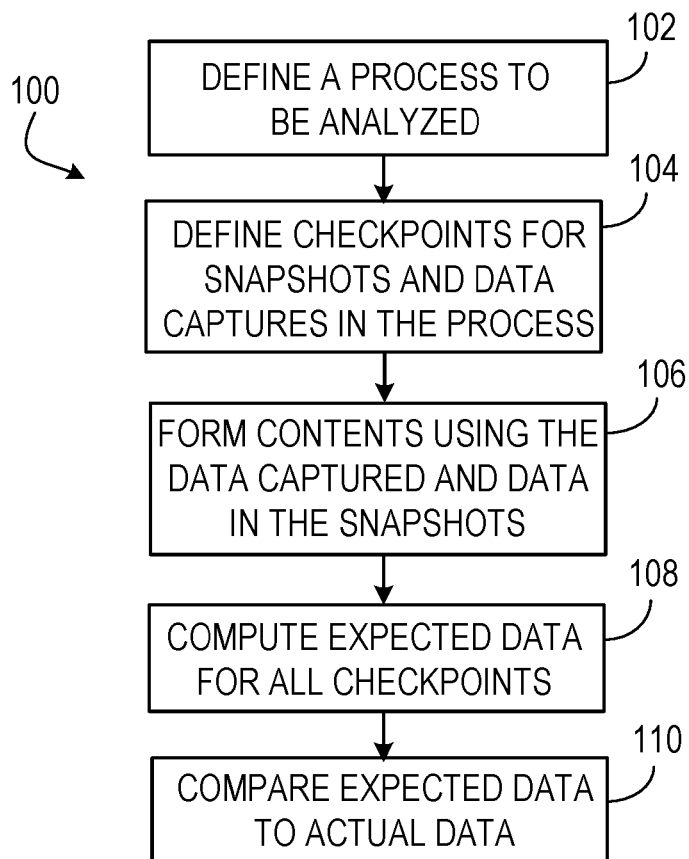 102
DEFINE A PROCESS TO
BE ANALYZED
100
104
DEFINE CHECKPOINTS FOR
SNAPSHOTS AND DATA
CAPTURES IN THE PROCESS
106
FORM CONTENTS USING THE
DATA CAPTURED AND DATA
IN THE SNAPSHOTS
108
COMPUTE EXPECTED DATA
FOR ALL CHECKPOINTS
110
COMPARE EXPECTED DATA
TO ACTUAL DATA